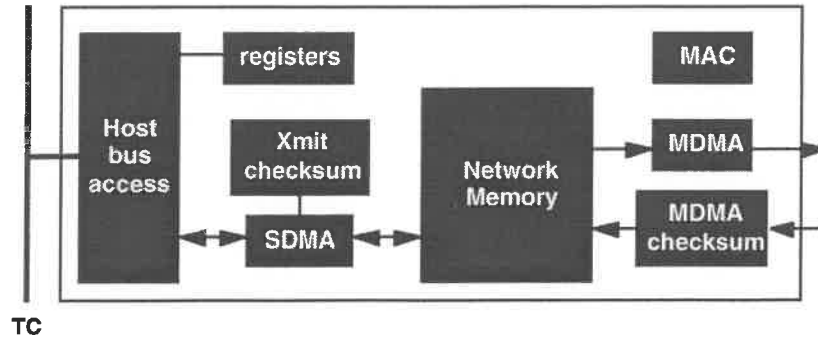 registers
MAC
Host
bus
access
Xmit
checksum
SDMA
Network
Memory
MDMA
MDMA
checksum
TC